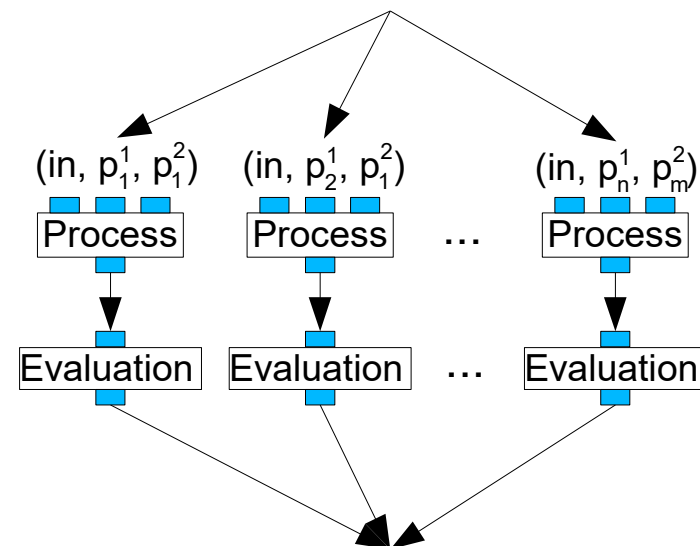 (in, p₁¹, p₁²) (in, p₂¹, p₁²) (in, pₙ¹, pₘ²)
Process Process ... Process
Evaluation Evaluation ... Evaluation